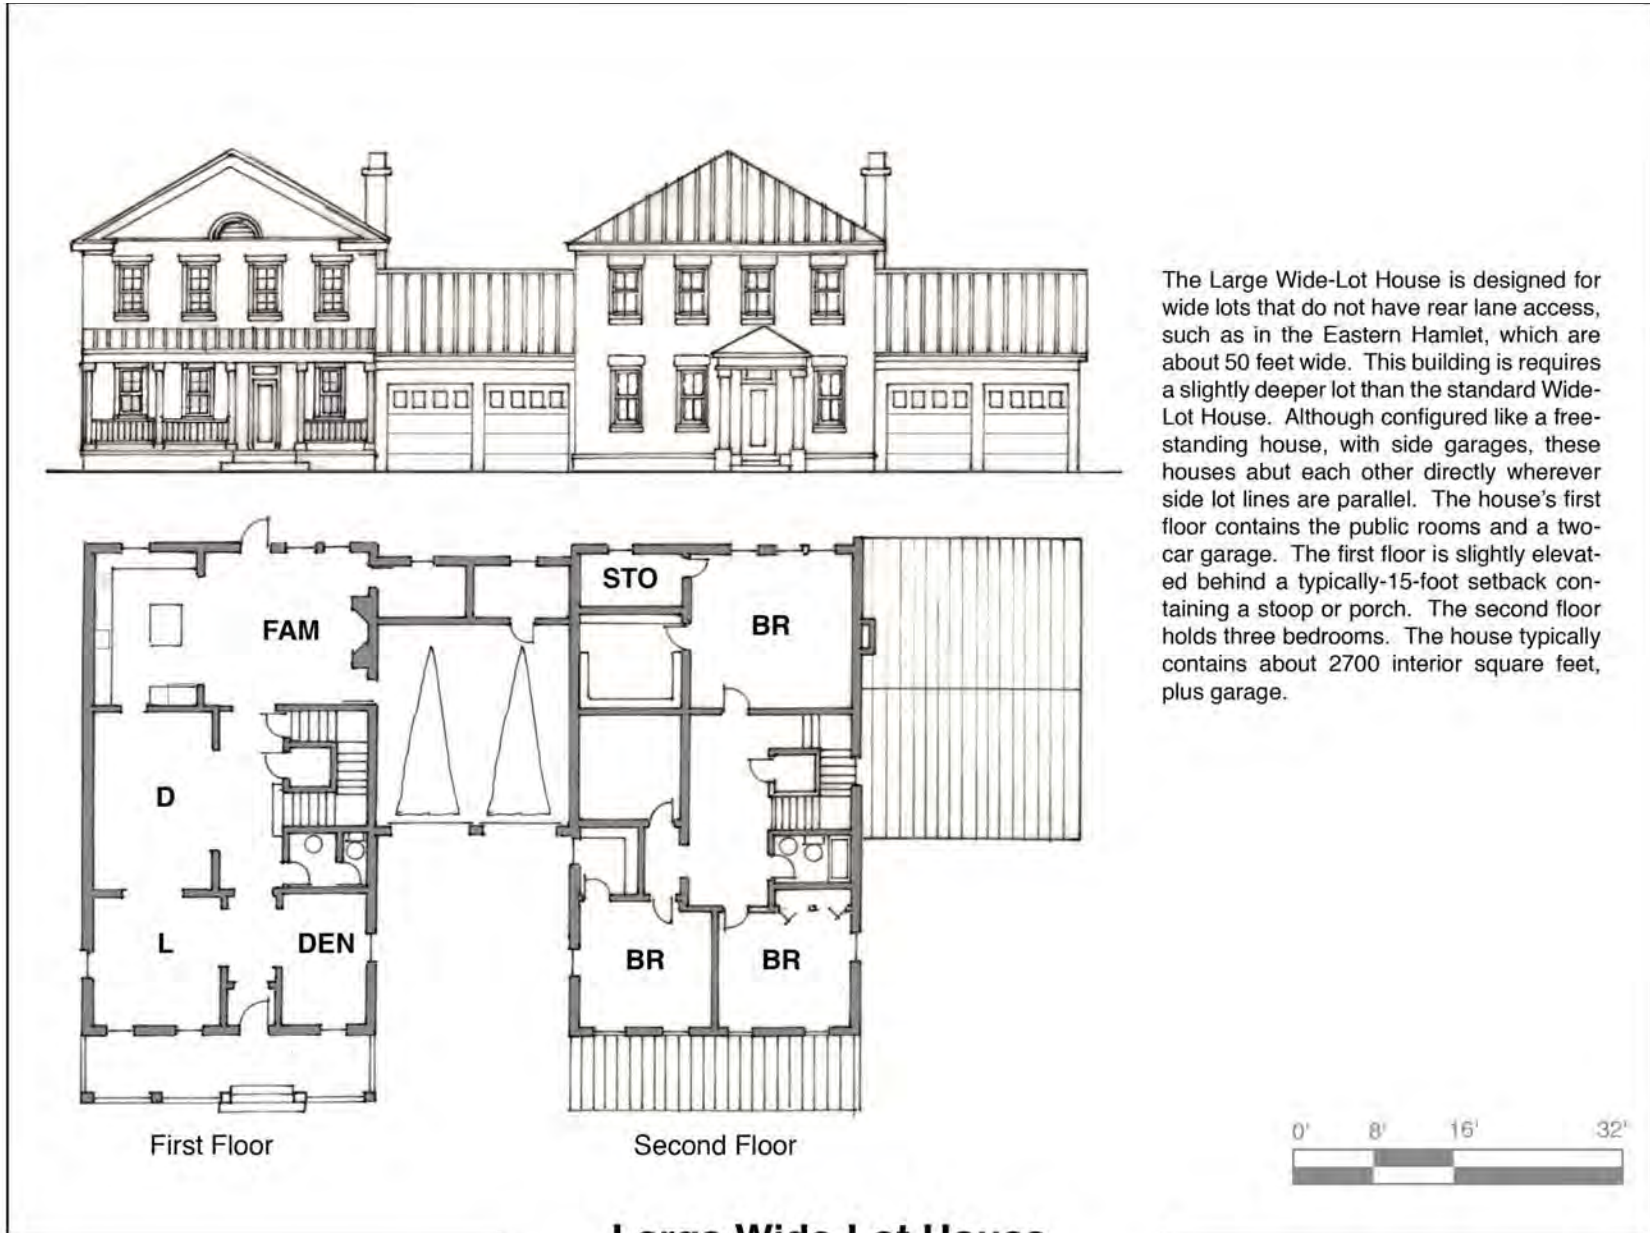 The Large Wide-Lot House is designed for
wide lots that do not have rear lane access,
such as in the Eastern Hamlet, which are
about 50 feet wide. This building is requires
a slightly deeper lot than the standard Wide-
Lot House. Although configured like a free-
standing house, with side garages, these
houses abut each other directly wherever
side lot lines are parallel. The house's first
floor contains the public rooms and a two-
car garage. The first floor is slightly elevat-
ed behind a typically-15-foot setback con-
taining a stoop or porch. The second floor
holds three bedrooms. The house typically
contains about 2700 interior square feet,
plus garage.
STO
FAM
BR
D
L
DEN
BR
BR
First Floor
Second Floor
0' 8' 16' 32'
Large Wide-Lot House